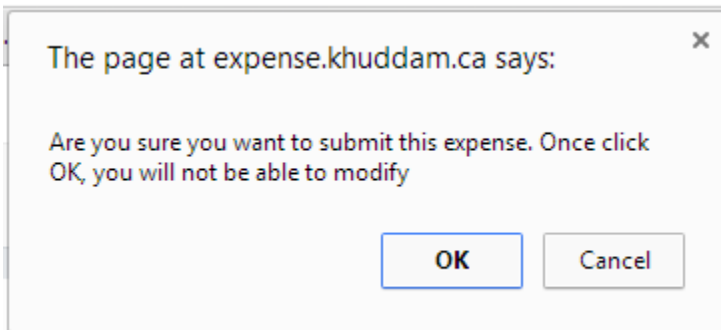 The page at expense.khuddam.ca says:
Are you sure you want to submit this expense. Once click
OK, you will not be able to modify
OK Cancel